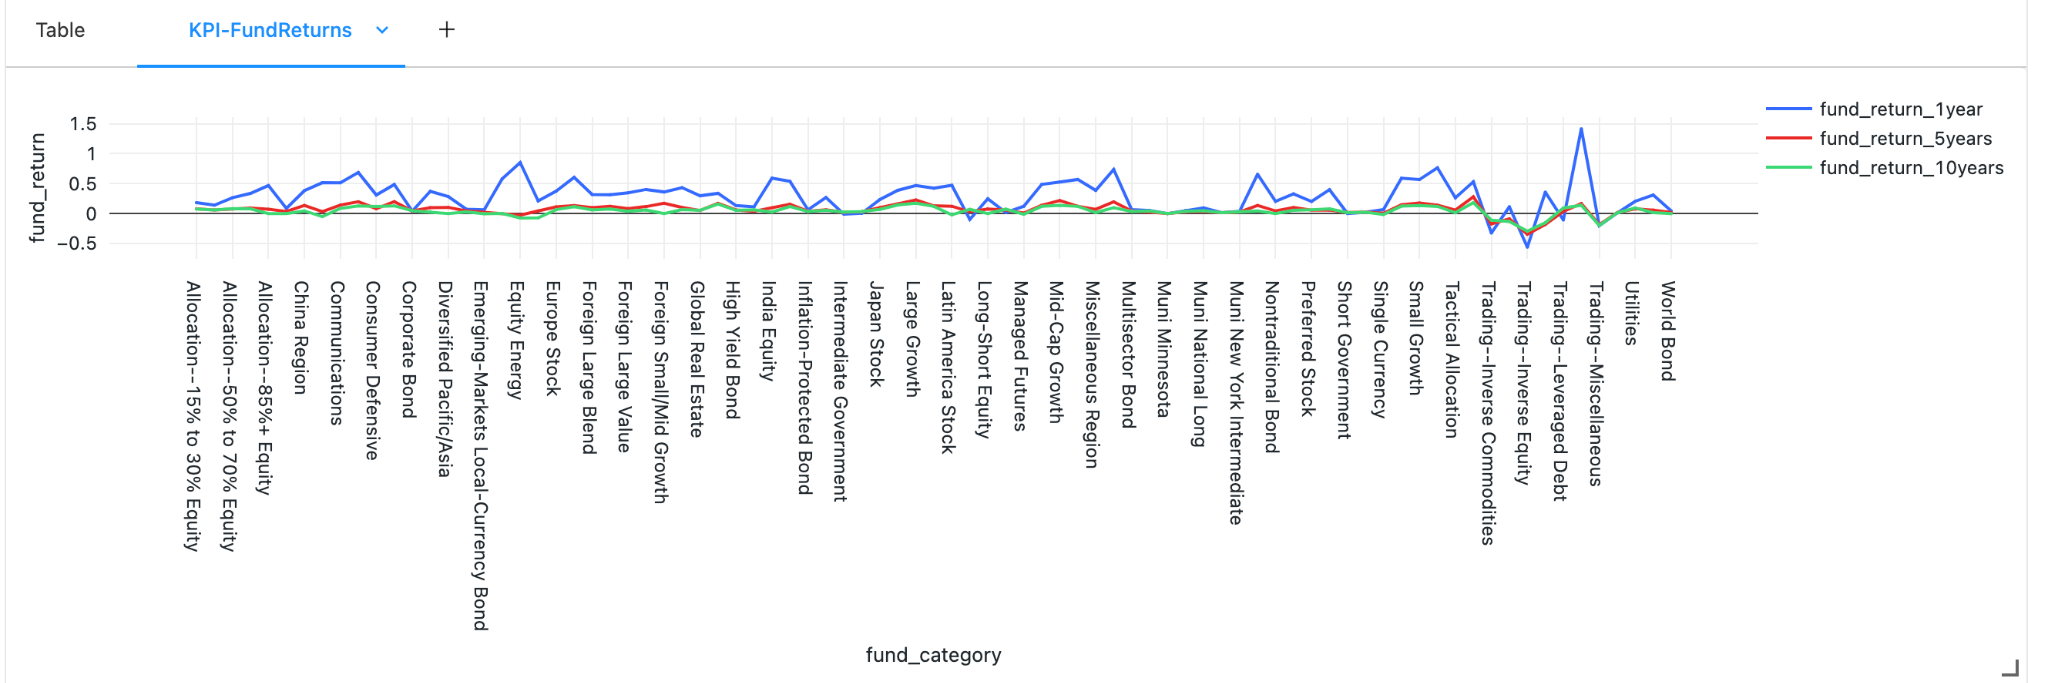 Table
KPI-FundReturns
+
fund_return
1.5
1
0.5
0
−0.5
fund_return_1year
fund_return_5years
fund_return_10years
Allocation--15% to 30% Equity
Allocation--50% to 70% Equity
Allocation--85%+ Equity
China Region
Communications
Consumer Defensive
Corporate Bond
Diversified Pacific/Asia
Emerging-Markets Local-Currency Bond
Equity Energy
Europe Stock
Foreign Large Blend
Foreign Large Value
Foreign Small/Mid Growth
Global Real Estate
High Yield Bond
India Equity
Inflation-Protected Bond
Intermediate Government
Japan Stock
Large Growth
Latin America Stock
Long-Short Equity
Managed Futures
Mid-Cap Growth
Miscellaneous Region
Multisector Bond
Muni Minnesota
Muni National Long
Muni New York Intermediate
Nontraditional Bond
Preferred Stock
Short Government
Single Currency
Small Growth
Tactical Allocation
Trading--Inverse Commodities
Trading--Inverse Equity
Trading--Leveraged Debt
Trading--Miscellaneous
Utilities
World Bond
fund_category